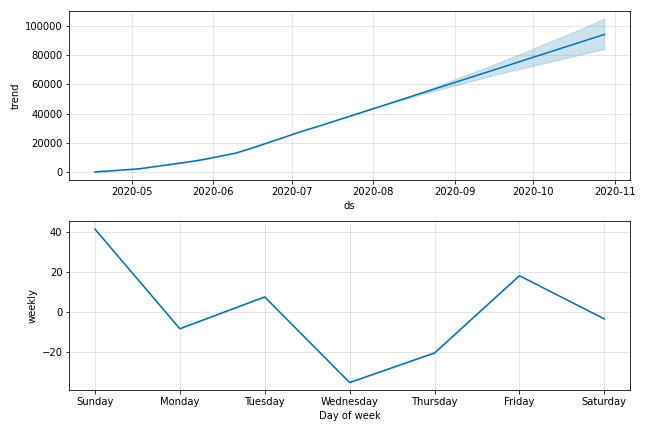 100000
80000
60000
40000
20000
0
trend
2020-05 2020-06 2020-07 2020-08 2020-09 2020-10 2020-11
ds
40
20
0
−20
weekly
Sunday Monday Tuesday Wednesday Thursday Friday Saturday
Day of week